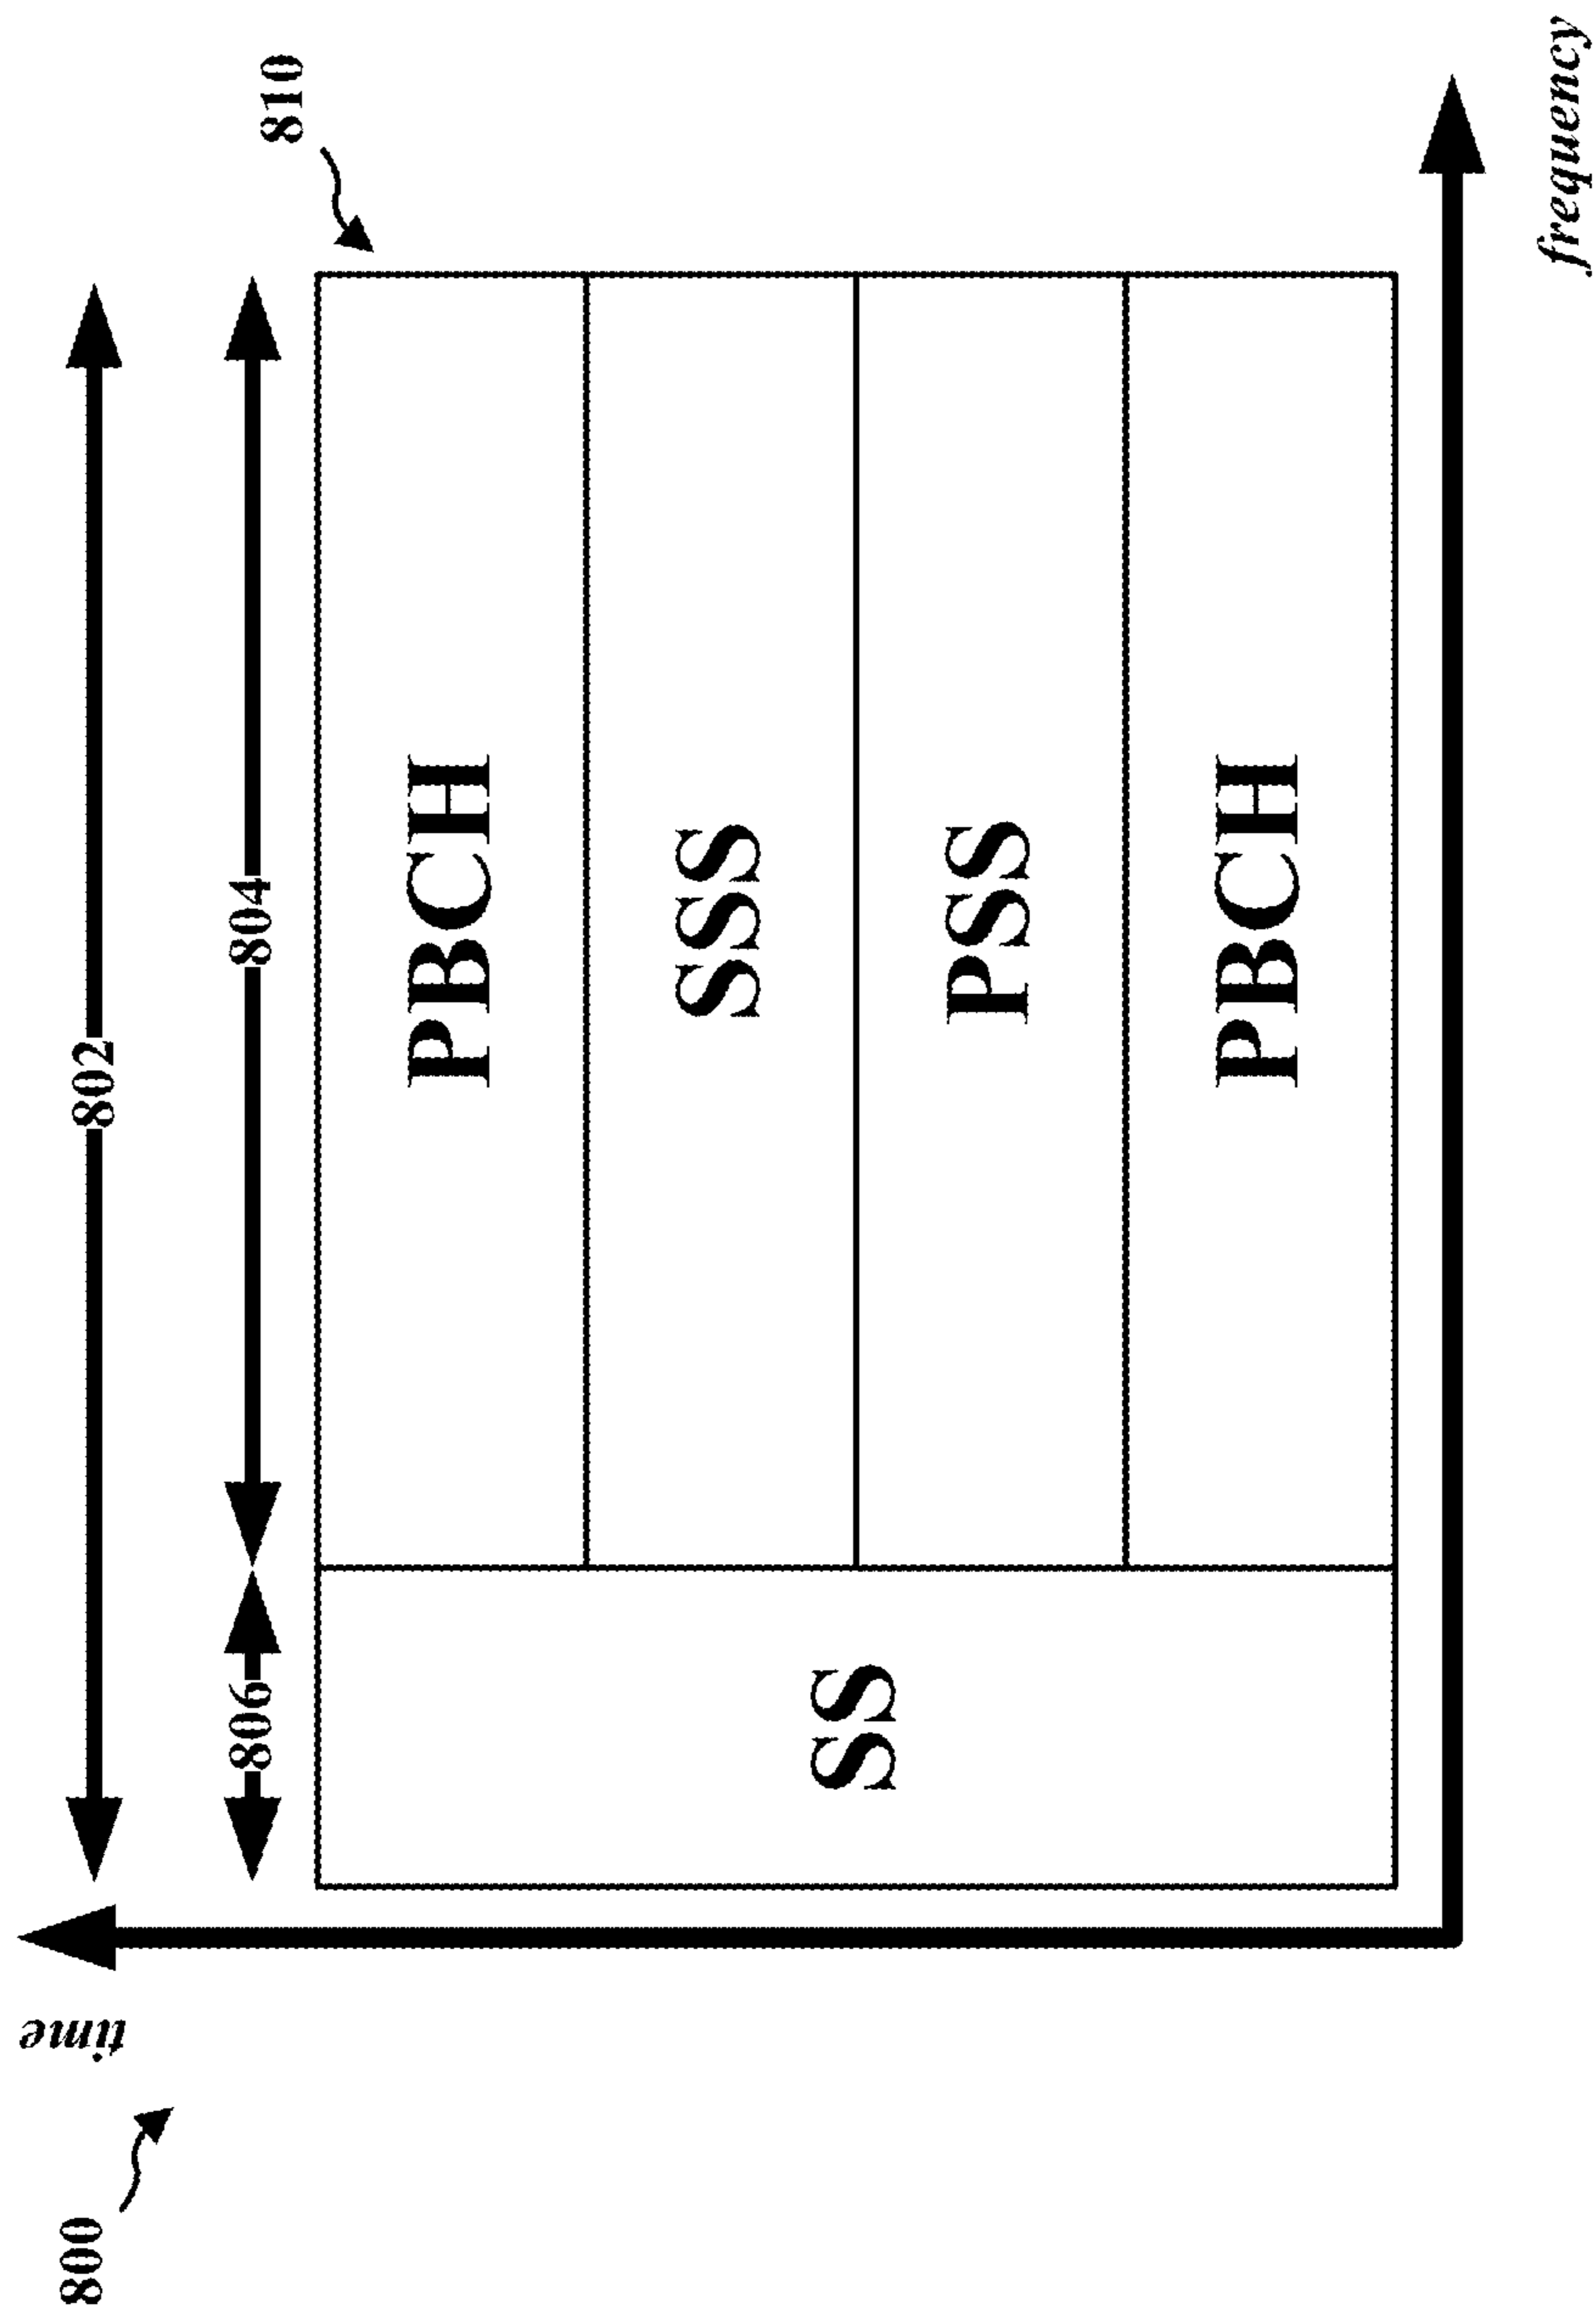 800
time
802
806
804
810
PBCH
SSS
SS
PSS
PBCH
frequency